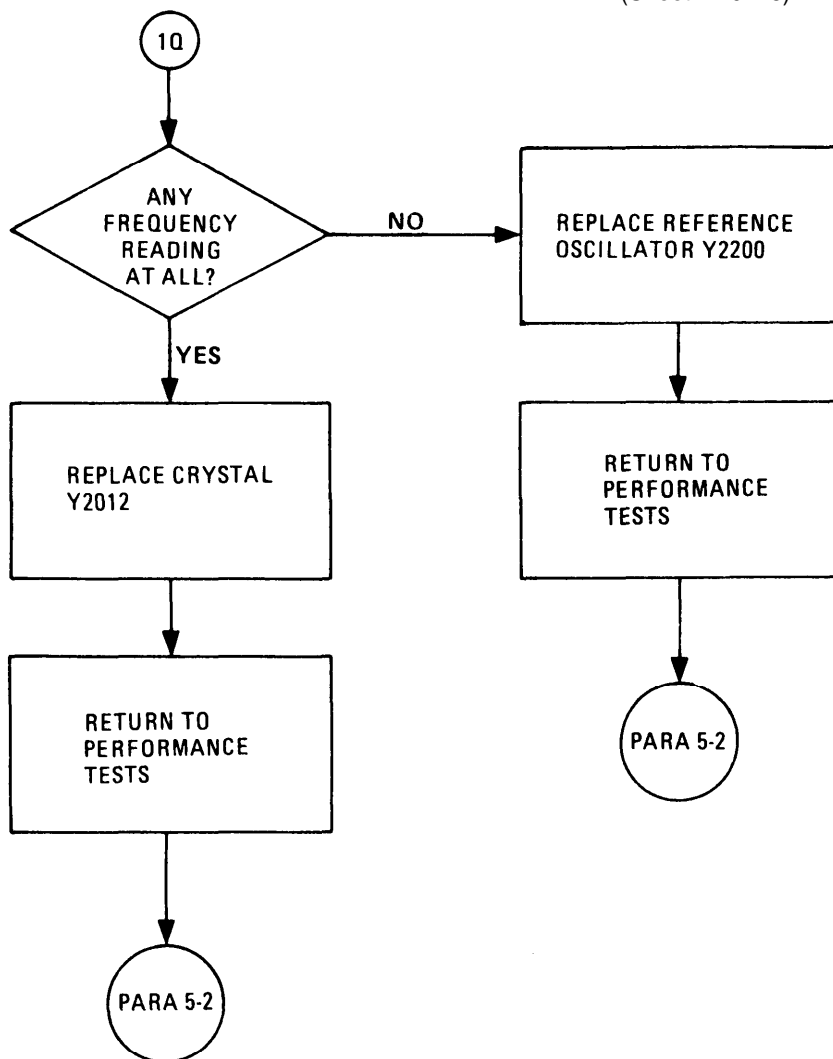 1Q
ANY
FREQUENCY
READING
AT ALL?
NO
REPLACE REFERENCE
OSCILLATOR Y2200
YES
REPLACE CRYSTAL
Y2012
RETURN TO
PERFORMANCE
TESTS
RETURN TO
PERFORMANCE
TESTS
PARA 5-2
PARA 5-2